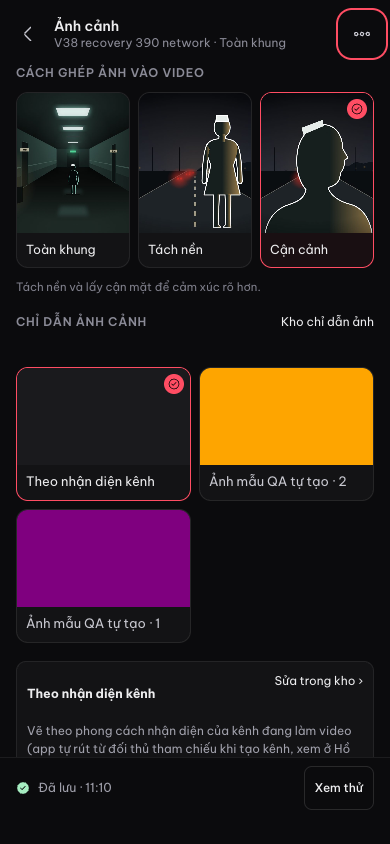 Ảnh cảnh
V38 recovery 390 network · Toàn khung
CÁCH GHÉP ẢNH VÀO VIDEO
Toàn khung
Tách nền
Cận cảnh
Tách nền và lấy cận mặt để cảm xúc rõ hơn.
CHỈ DẪN ẢNH CẢNH
Kho chỉ dẫn ảnh
Theo nhận diện kênh
Ảnh mẫu QA tự tạo · 2
Ảnh mẫu QA tự tạo · 1
Sửa trong kho ›
Theo nhận diện kênh
Vẽ theo phong cách nhận diện của kênh đang làm video
(app tự rút từ đối thủ tham chiếu khi tạo kênh, xem ở Hồ
Đã lưu · 11:10
Xem thử